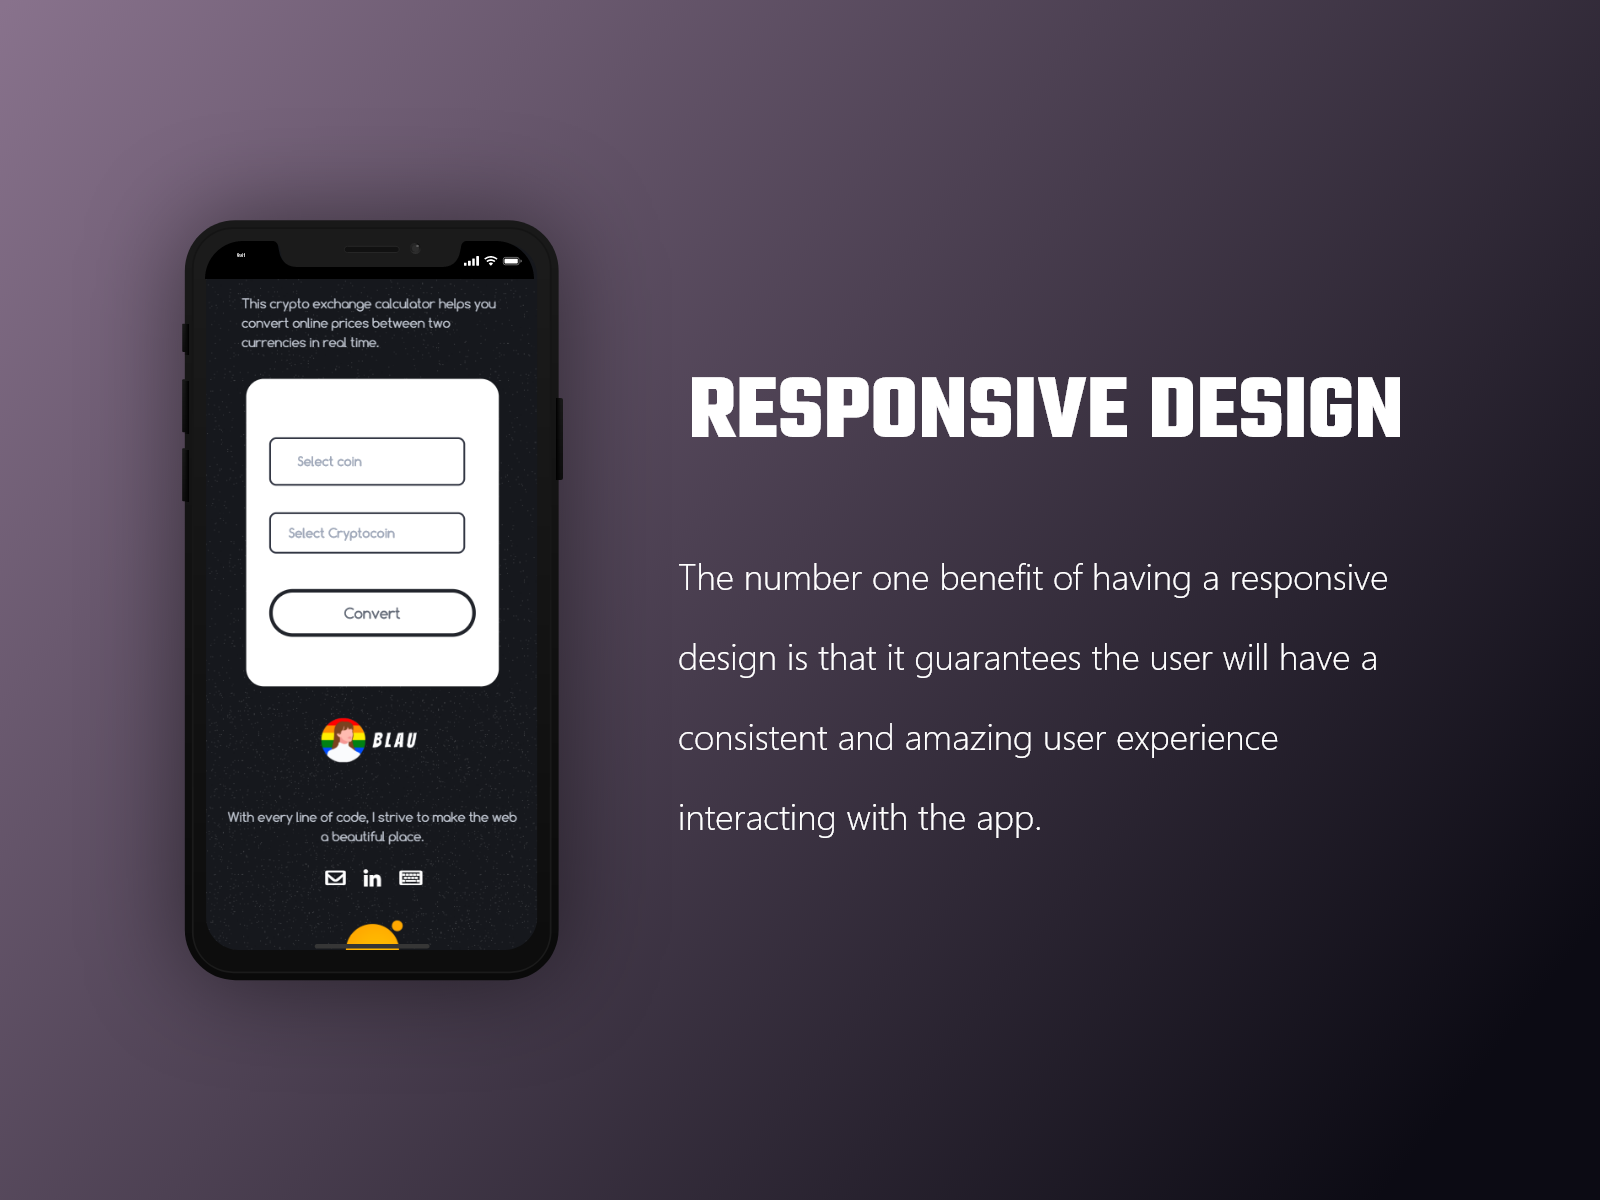 This crypto exchange calculator helps you
convert online prices between two
currencies in real time.
Select coin
Select Cryptocoin
Convert
BLAU
With every line of code, I strive to make the web
a beautiful place.
RESPONSIVE DESIGN
The number one benefit of having a responsive
design is that it guarantees the user will have a
consistent and amazing user experience
interacting with the app.